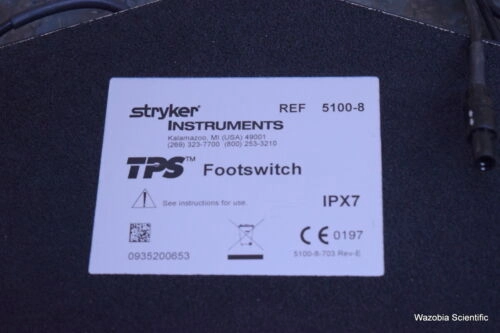 stryker® REF 5100-8
INSTRUMENTS
Kalamazoo, MI (USA) 49001
(269) 323-7700 (800) 253-3210
TPS™ Footswitch
See instructions for use. IPX7
CE 0197
0935200653 5100-8-703 Rev-E
Wazobia Scientific